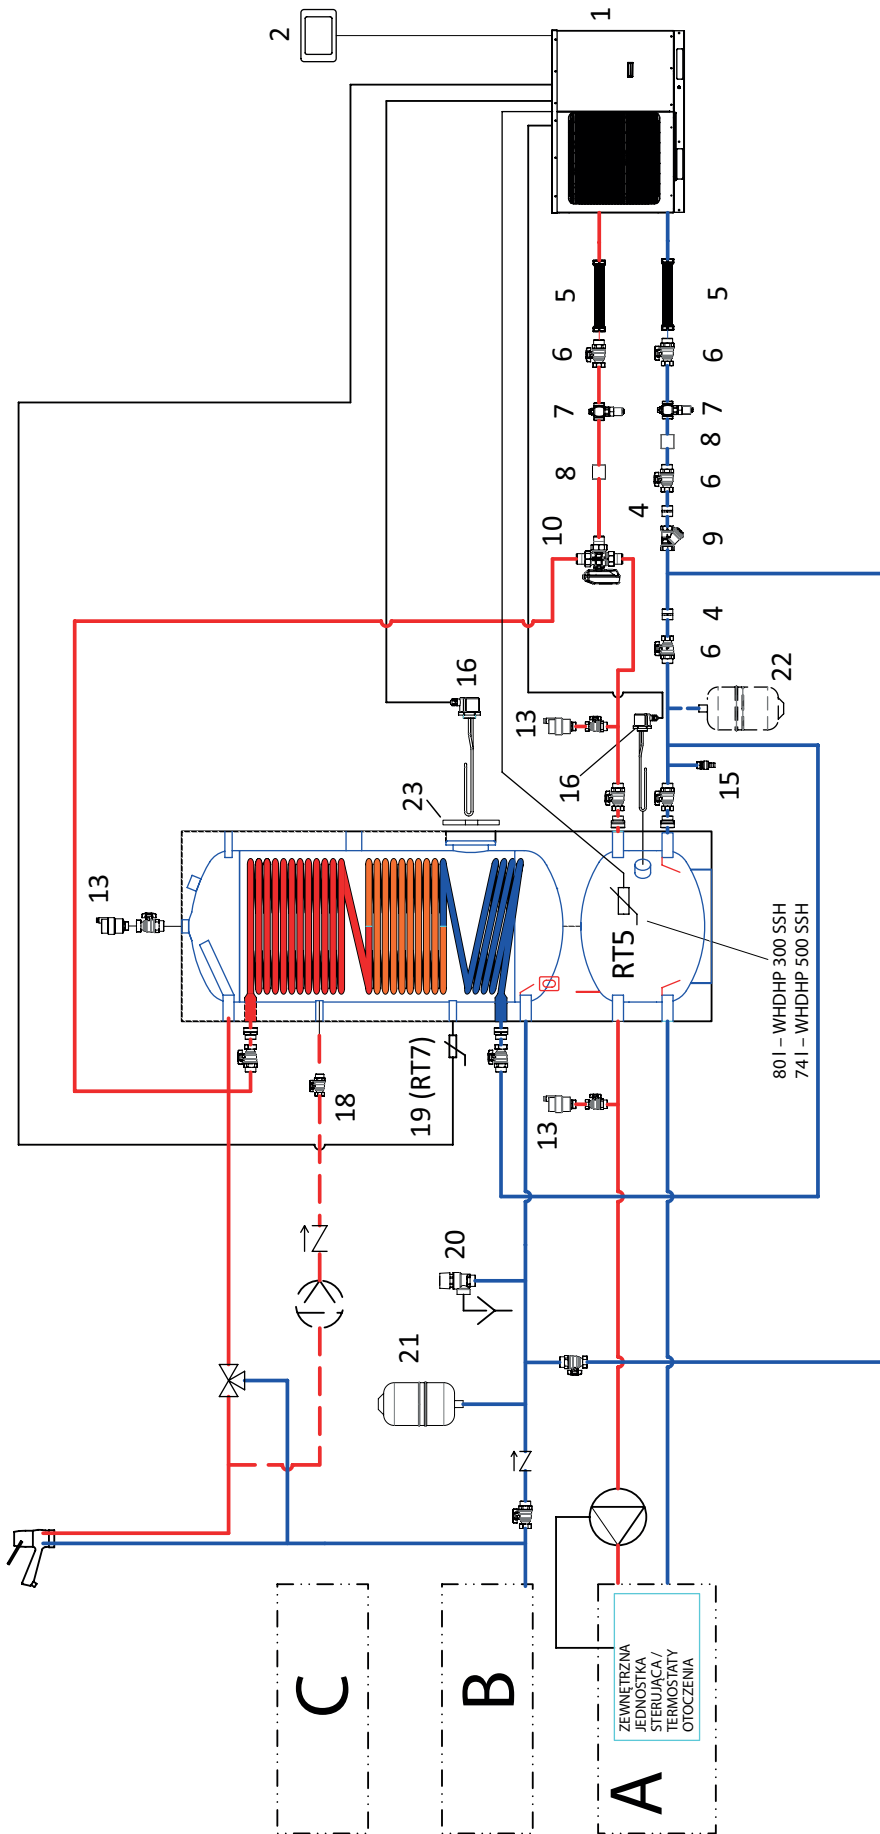 1
2
5
5
6
6
7
7
8
8
6
4
10
9
4
6
16
13
22
16
15
23
13
RT5
80 l – WHDHP 300 SSH
74 l – WHDHP 500 SSH
19 (RT7)
18
13
20
21
C
B
A
ZEWNĘTRZNA
JEDNOSTKA
STERUJĄCA /
TERMOSTATY
OTOCZENIA